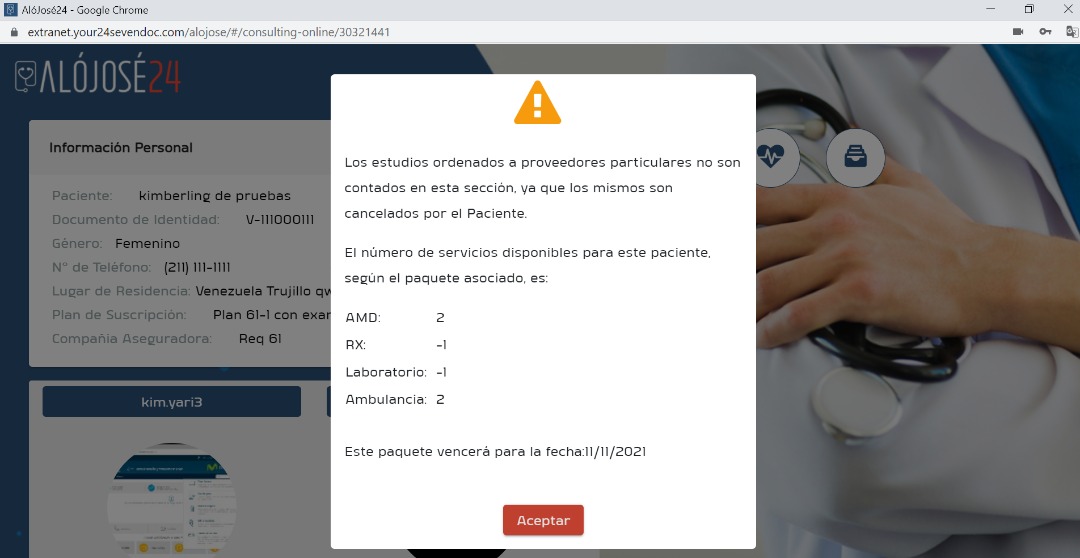 AlóJosé24 - Google Chrome
extranet.your24sevendoc.com/alojose/#/consulting-online/30321441
ALÓJOSÉ24
Información Personal
Paciente: kimberling de pruebas
Documento de Identidad: V-111000111
Género: Femenino
N° de Teléfono: (211) 111-1111
Lugar de Residencia: Venezuela Trujillo qw
Plan de Suscripción: Plan 61-1 con exar
Compañia Aseguradora: Req 61
kim.yari3
Los estudios ordenados a proveedores particulares no son
contados en esta sección, ya que los mismos son
cancelados por el Paciente.
El número de servicios disponibles para este paciente,
según el paquete asociado, es:
AMD: 2
RX: -1
Laboratorio: -1
Ambulancia: 2
Este paquete vencerá para la fecha:11/11/2021
Aceptar